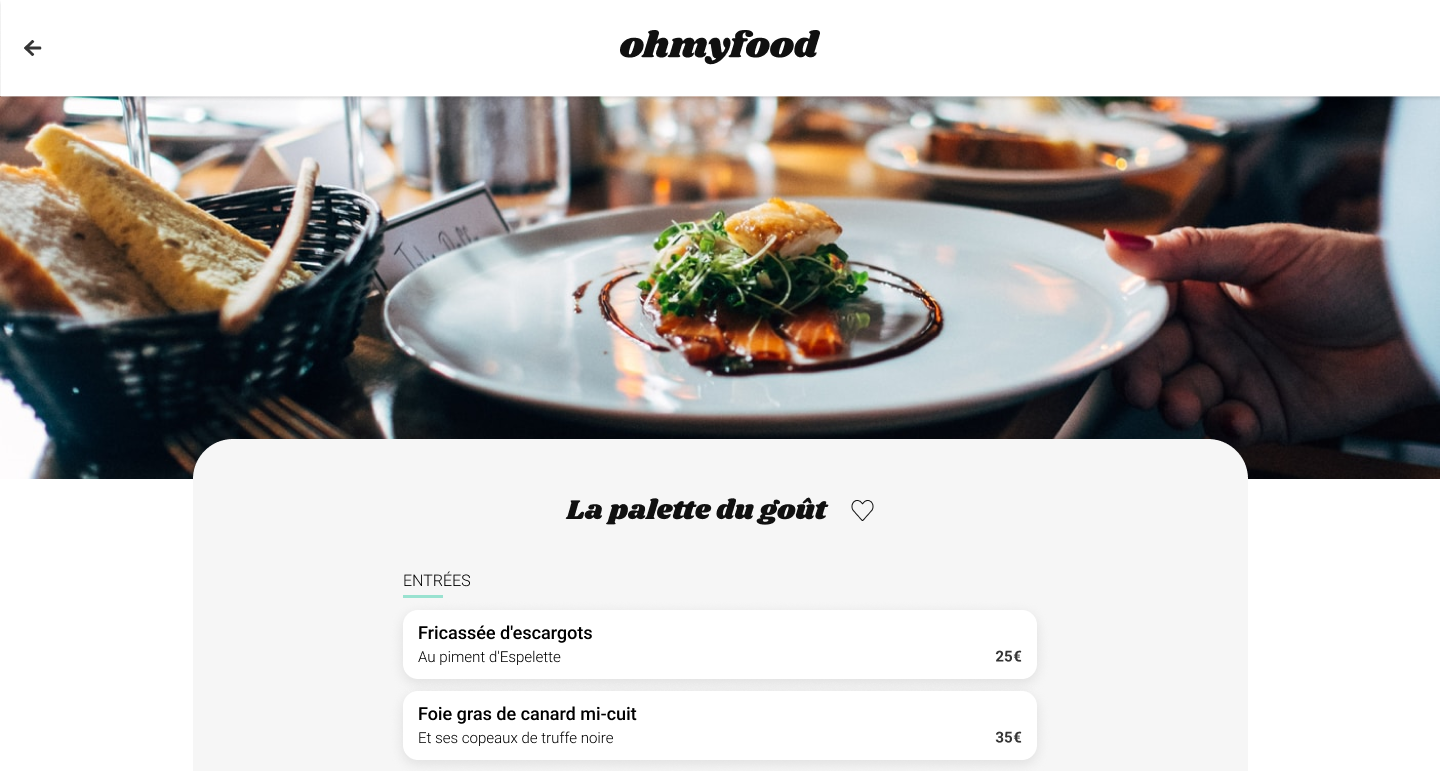 ohmyfood
La palette du goût
ENTRÉES
Fricassée d'escargots
Au piment d'Espelette
25€
Foie gras de canard mi-cuit
Et ses copeaux de truffe noire
35€